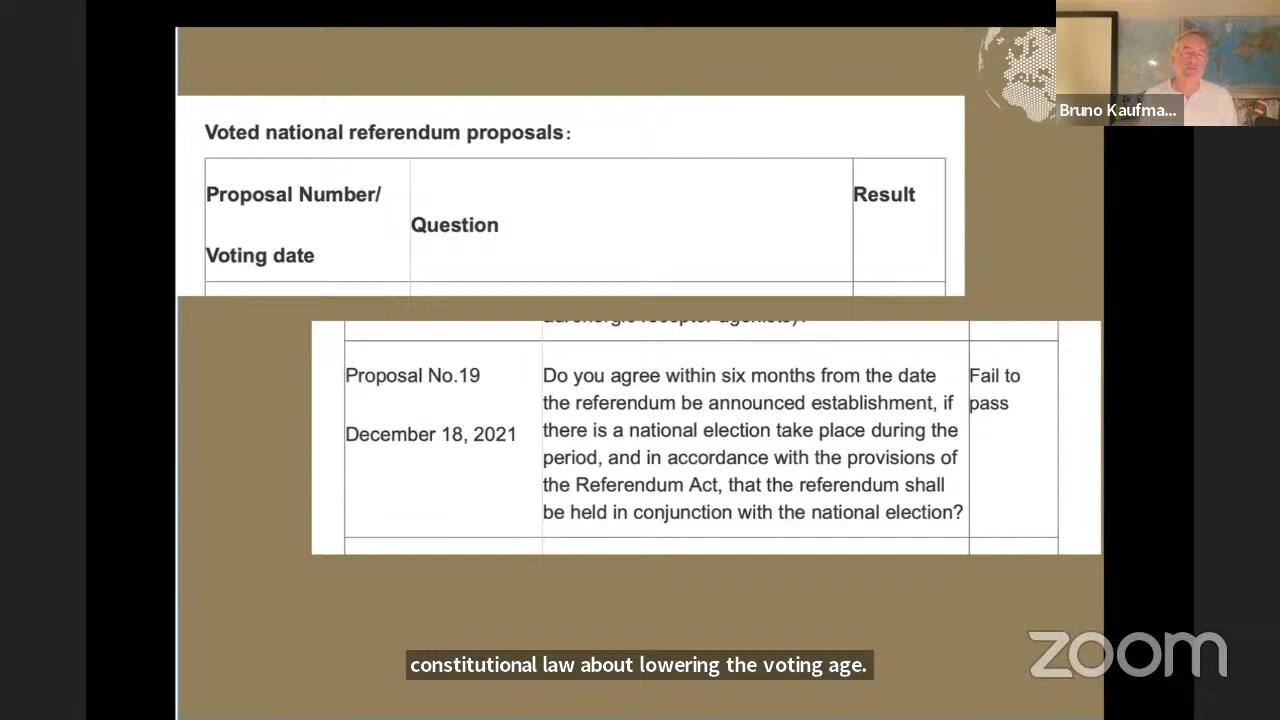 Bruno Kaufma...
Voted national referendum proposals:
Proposal Number/
Voting date
Question
Result
adrenergic receptor agonists)?
Proposal No.19
December 18, 2021
Do you agree within six months from the date
the referendum be announced establishment, if
there is a national election take place during the
period, and in accordance with the provisions of
the Referendum Act, that the referendum shall
be held in conjunction with the national election?
Fail to
pass
constitutional law about lowering the voting age.
zoom